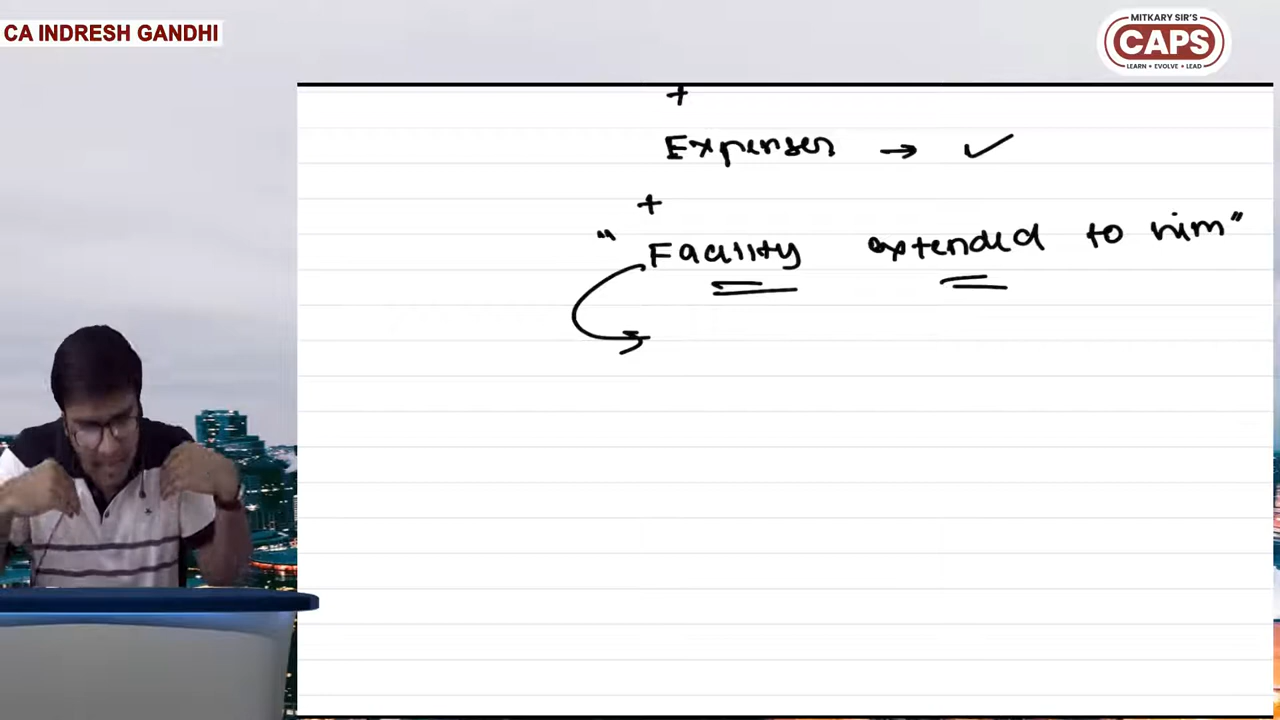 CA INDRESH GANDHI
MITKARY SIR'S
CAPS
LEARN • EVOLVE • LEAD
+
Expenses → ✓
+
"Facility extended to him"